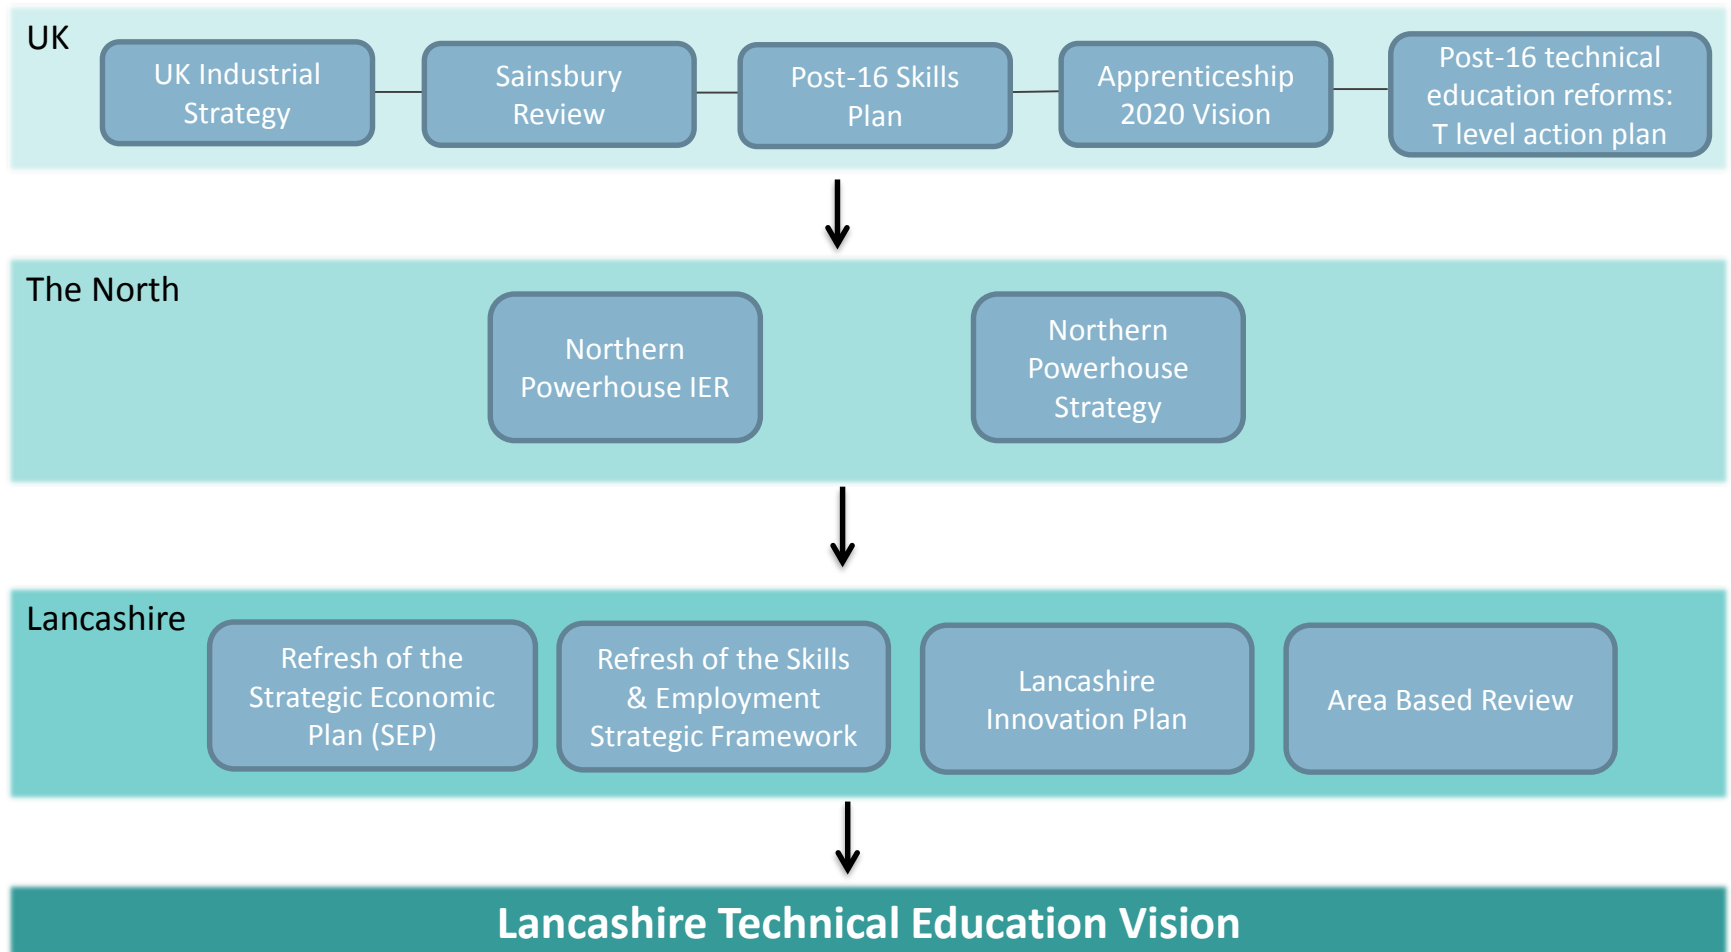 UK
UK Industrial
Strategy
Sainsbury
Review
Post-16 Skills
Plan
Apprenticeship
2020 Vision
Post-16 technical
education reforms:
T level action plan
The North
Northern
Powerhouse IER
Northern
Powerhouse
Strategy
Lancashire
Refresh of the
Strategic Economic
Plan (SEP)
Refresh of the Skills
& Employment
Strategic Framework
Lancashire
Innovation Plan
Area Based Review
Lancashire Technical Education Vision